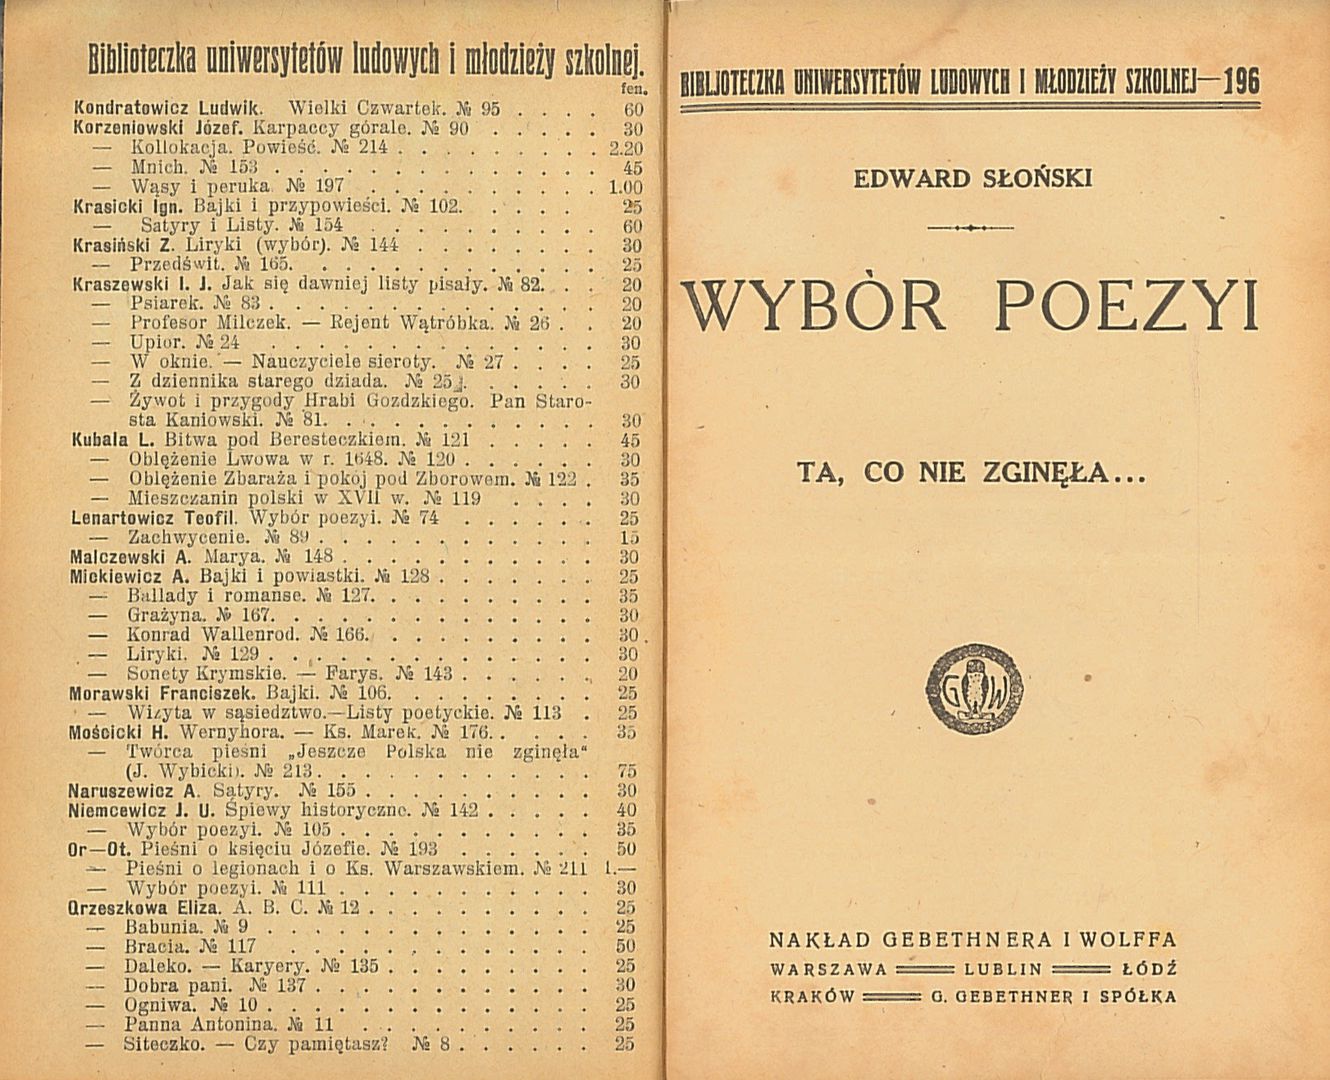 Biblioteczka uniwersytetów ludowych i młodzieży szkolnej.
fen.
Kondratowicz Ludwik. Wielki Czwartek. № 95 . . . . 60
Korzeniowski Józef. Karpaccy górale. № 90 . . . . . 30
— Kollokacja. Powieść. № 214 . . . . . . . . . 2.20
— Mnich. № 153 . . . . . . . . . . . . . . 45
— Wąsy i peruka. № 197 . . . . . . . . . . 1.00
Krasicki Ign. Bajki i przypowieści. № 102. . . . . . 25
— Satyry i Listy. № 154 . . . . . . . . . . 60
Krasiński Z. Liryki (wybór). № 144 . . . . . . . . 30
— Przedświt. № 165. . . . . . . . . . . . . 25
Kraszewski I. J. Jak się dawniej listy pisały. № 82. . . 20
— Psiarek. № 83 . . . . . . . . . . . . . . 20
— Profesor Milczek. — Rejent Wątróbka. № 26 . . 20
— Upior. № 24 . . . . . . . . . . . . . . 30
— W oknie. — Nauczyciele sieroty. № 27 . . . . 25
— Z dziennika starego dziada. № 25 . . . . . . 30
— Żywot i przygody Hrabi Gozdzkiego. Pan Staro-
sta Kaniowski. № 81. . . . . . . . . . . . 30
Kubala L. Bitwa pod Beresteczkiem. № 121 . . . . . 45
— Oblężenie Lwowa w r. 1648. № 120 . . . . . . 30
— Oblężenie Zbaraża i pokój pod Zborowem. № 122 . 35
— Mieszczanin polski w XVII w. № 119 . . . . 30
Lenartowicz Teofil. Wybór poezyi. № 74 . . . . . . 25
— Zachwycenie. № 89 . . . . . . . . . . . . 15
Malczewski A. Marya. № 148 . . . . . . . . . . . 30
Mickiewicz A. Bajki i powiastki. № 128 . . . . . . . 25
— Ballady i romanse. № 127. . . . . . . . . . 35
— Grażyna. № 167. . . . . . . . . . . . . . 30
— Konrad Wallenrod. № 166. . . . . . . . . . 30
— Liryki. № 129 . . . . . . . . . . . . . . 30
— Sonety Krymskie. — Farys. № 143 . . . . . . 20
Morawski Franciszek. Bajki. № 106. . . . . . . . . 25
— Wizyta w sąsiedztwo.—Listy poetyckie. № 113 . 25
Mościcki H. Wernyhora. — Ks. Marek. № 176. . . . . 35
— Twórca pieśni „Jeszcze Polska nie zginęła“
(J. Wybicki). № 213. . . . . . . . . . . . 75
Naruszewicz A. Satyry. № 155 . . . . . . . . . . 30
Niemcewicz J. U. Śpiewy historyczne. № 142 . . . . . 40
— Wybór poezyi. № 105 . . . . . . . . . . . 35
Or—Ot. Pieśni o księciu Józefie. № 193 . . . . . . 50
— Pieśni o legionach i o Ks. Warszawskiem. № 211 1.—
— Wybór poezyi. № 111 . . . . . . . . . . . 30
Orzeszkowa Eliza. A. B. C. № 12 . . . . . . . . . . 25
— Babunia. № 9 . . . . . . . . . . . . . . 25
— Bracia. № 117 . . . . . . . . . . . . . 50
— Daleko. — Karyery. № 135 . . . . . . . . . 25
— Dobra pani. № 137 . . . . . . . . . . . . 30
— Ogniwa. № 10 . . . . . . . . . . . . . . 25
— Panna Antonina. № 11 . . . . . . . . . . 25
— Siteczko. — Czy pamiętasz? № 8 . . . . . . 25
BIBLJOTECZKA UNIWERSYTETÓW LUDOWYCH I MŁODZIEŻY SZKOLNEJ—196
EDWARD SŁOŃSKI
WYBÒR POEZYI
TA, CO NIE ZGINĘŁA...
G W
NAKŁAD GEBETHNERA I WOLFFA
WARSZAWA LUBLIN ŁÓDŹ
KRAKÓW G. GEBETHNER I SPÓŁKA